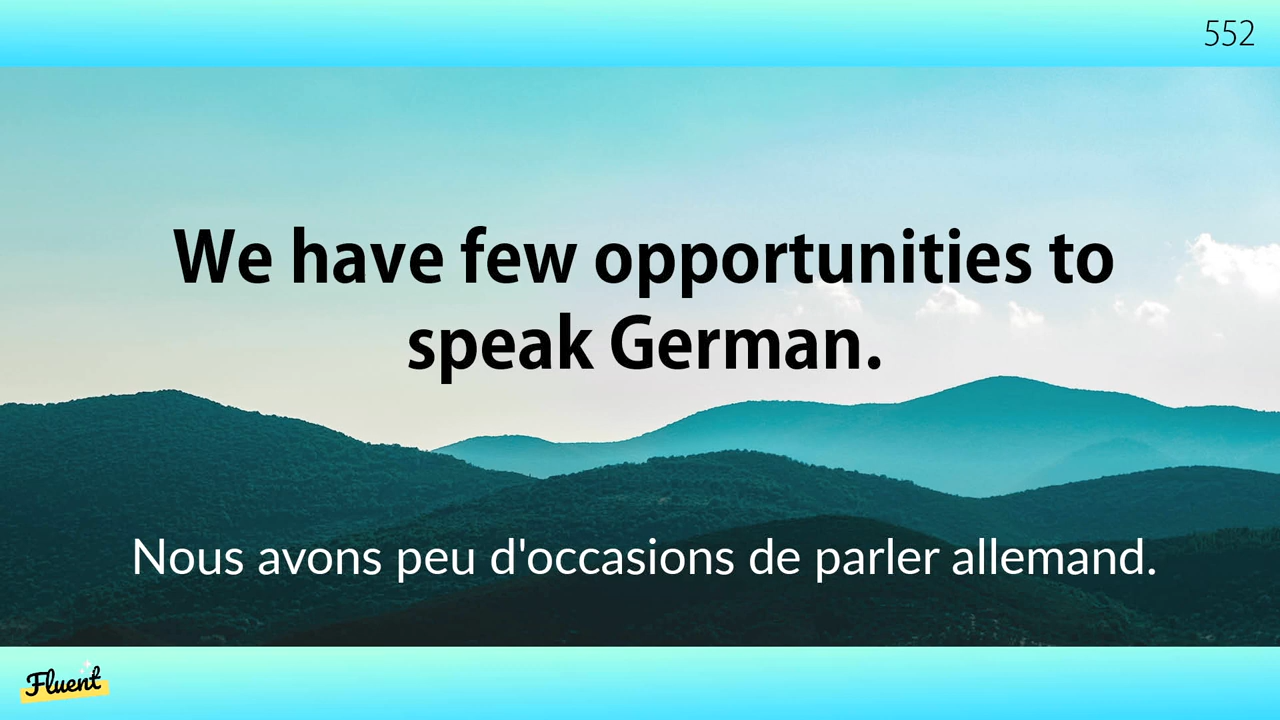 552
We have few opportunities to
speak German.
Nous avons peu d'occasions de parler allemand.
Fluent